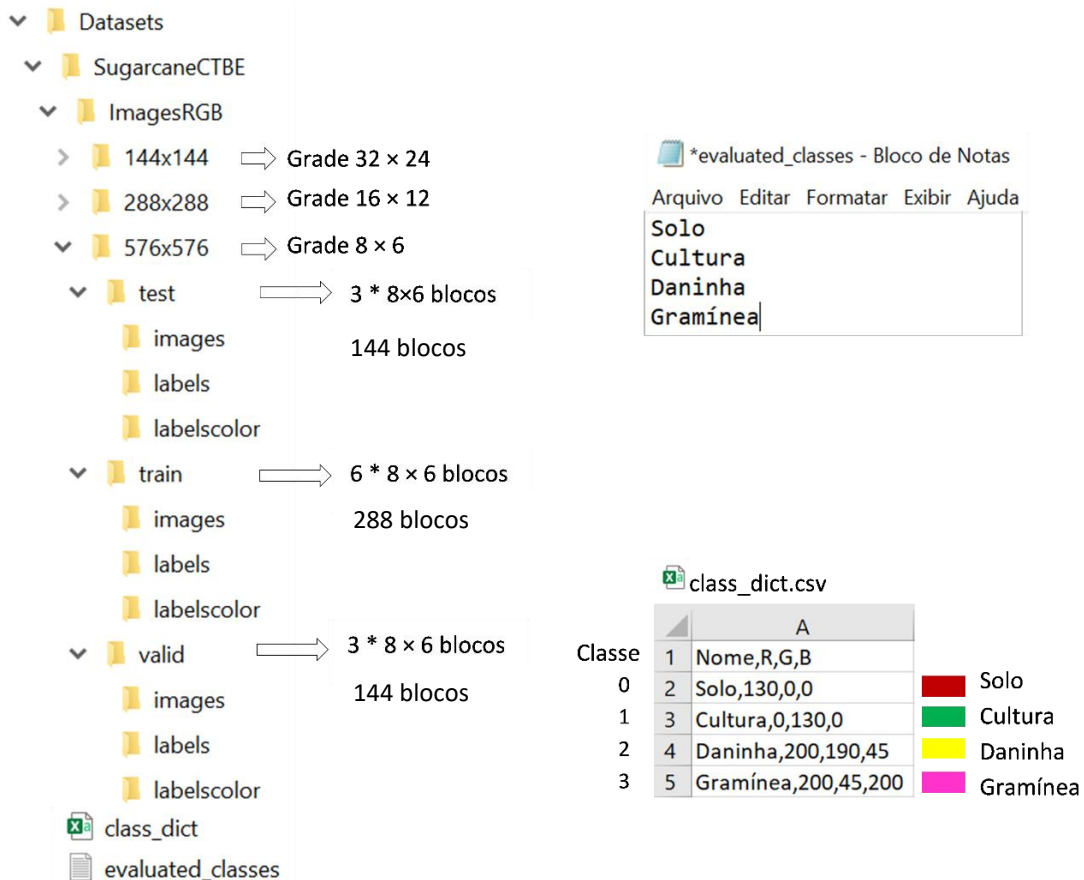 Datasets
SugarcaneCTBE
ImagesRGB
144x144 Grade 32 × 24
288x288 Grade 16 × 12
576x576 Grade 8 × 6
test 3 * 8×6 blocos
images 144 blocos
labels
labelscolor
train 6 * 8 × 6 blocos
images 288 blocos
labels
labelscolor
valid 3 * 8 × 6 blocos
images 144 blocos
labels
labelscolor
class_dict
evaluated_classes
*evaluated_classes - Bloco de Notas
Arquivo Editar Formatar Exibir Ajuda
Solo
Cultura
Daninha
Gramínea
class_dict.csv
A
Classe 1 Nome,R,G,B
0 2 Solo,130,0,0 Solo
1 3 Cultura,0,130,0 Cultura
2 4 Daninha,200,190,45 Daninha
3 5 Gramínea,200,45,200 Gramínea